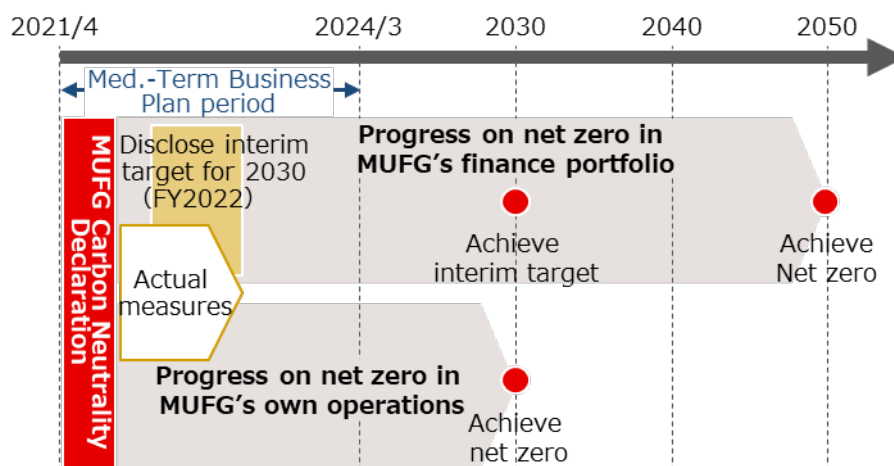 2021/4
2024/3
2030
2040
2050
Med.-Term Business
Plan period
MUFG Carbon Neutrality
Declaration
Disclose interim
target for 2030
(FY2022)
Progress on net zero in
MUFG's finance portfolio
Achieve
interim target
Achieve
Net zero
Actual
measures
Progress on net zero in
MUFG's own operations
Achieve
net zero